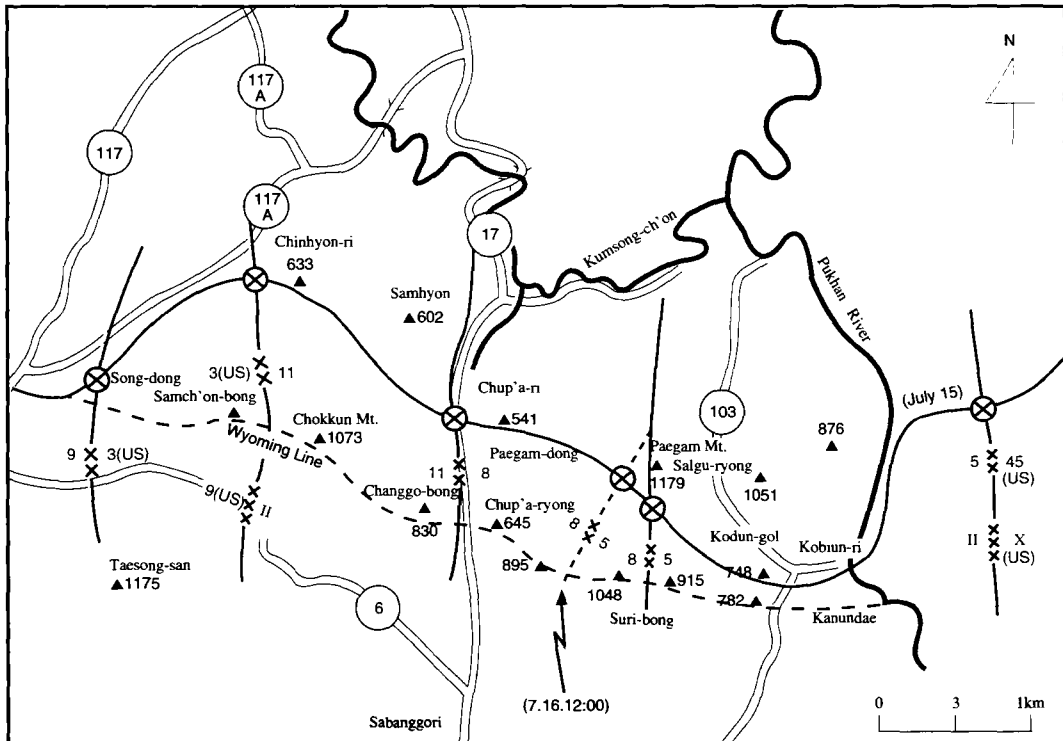 N
117
A
117
117
A
17
Chinhyon-ri
633
Kumsong-ch'on
Pukhan River
Samhyon
602
Song-dong
3(US)
11
Samch'on-bong
Wyoming Line
Chokkun Mt.
1073
Chup'a-ri
541
103
(July 15)
876
Paegam-dong
Paegam Mt.
1179
Salgu-ryong
1051
9
3(US)
11
8
5
45
(US)
9(US)
II
Changgo-bong
830
Chup'a-ryong
645
8
5
Kodun-gol
Kobiun-ri
II
X
(US)
Taesong-san
1175
895
1048
8
5
915
748
782
Suri-bong
Kanundae
6
(7.16.12:00)
Sabanggori
0
3
1km